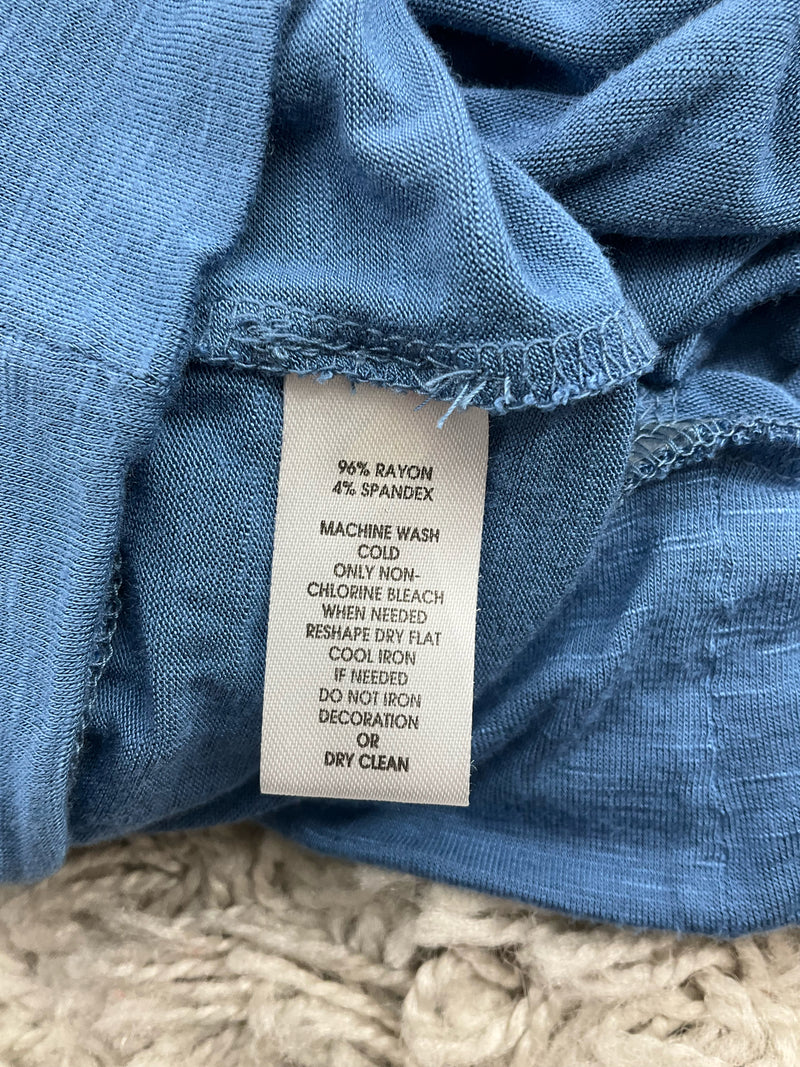 96% RAYON
4% SPANDEX
MACHINE WASH
COLD
ONLY NON-
CHLORINE BLEACH
WHEN NEEDED
RESHAPE DRY FLAT
COOL IRON
IF NEEDED
DO NOT IRON
DECORATION
OR
DRY CLEAN